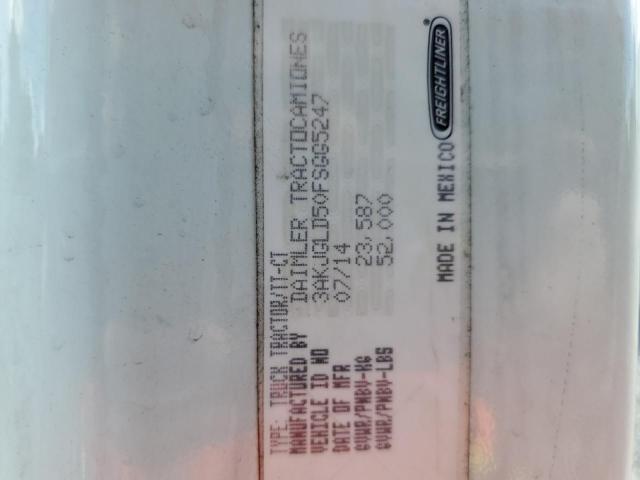 TYPE: TRUCK TRACTOR/TT-CT
MANUFACTURED BY DAIMLER TRACTOCAMIONES
VEHICLE ID NO 3AKJGLD50FSGG5247
DATE OF MFR 07/14
GVWR/PNBV-KG 23,587
GVWR/PNBV-LBS 52,000
MADE IN MEXICO FREIGHTLINER